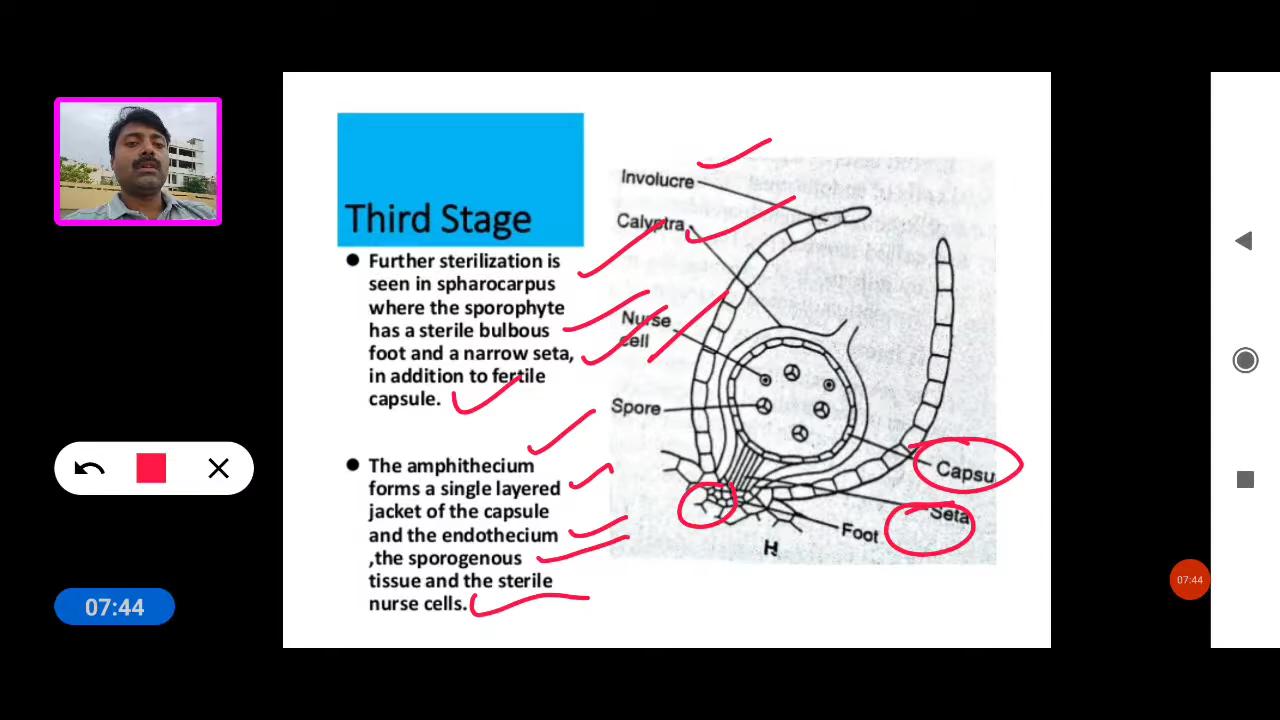 Third Stage
● Further sterilization is
seen in spharocarpus
where the sporophyte
has a sterile bulbous
foot and a narrow seta,
in addition to fertile
capsule.
● The amphithecium
forms a single layered
jacket of the capsule
and the endothecium
,the sporogenous
tissue and the sterile
nurse cells.
Involucre
Calyptra
Nurse
cell
Spore
Capsu
Seta
Foot
H
07:44
07:44